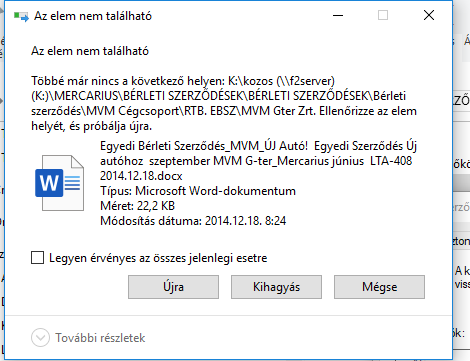 Az elem nem található
Az elem nem található
Többé már nincs a következő helyen: K:\kozos (\\f2server)
(K:)\MERCARIUS\BÉRLETI SZERZŐDÉSEK\BÉRLETI SZERZŐDÉSEK\Bérleti
szerződés\MVM Cégcsoport\RTB. EBSZ\MVM Gter Zrt. Ellenőrizze az elem
helyét, és próbálja újra.
Egyedi Bérleti Szerződés_MVM_ÚJ Autó!  Egyedi Szerződés Új
autóhoz  szeptember MVM G-ter_Mercarius június  LTA-408
2014.12.18.docx
Típus: Microsoft Word-dokumentum
Méret: 22,2 KB
Módosítás dátuma: 2014.12.18. 8:24
Legyen érvényes az összes jelenlegi esetre
Újra
Kihagyás
Mégse
További részletek